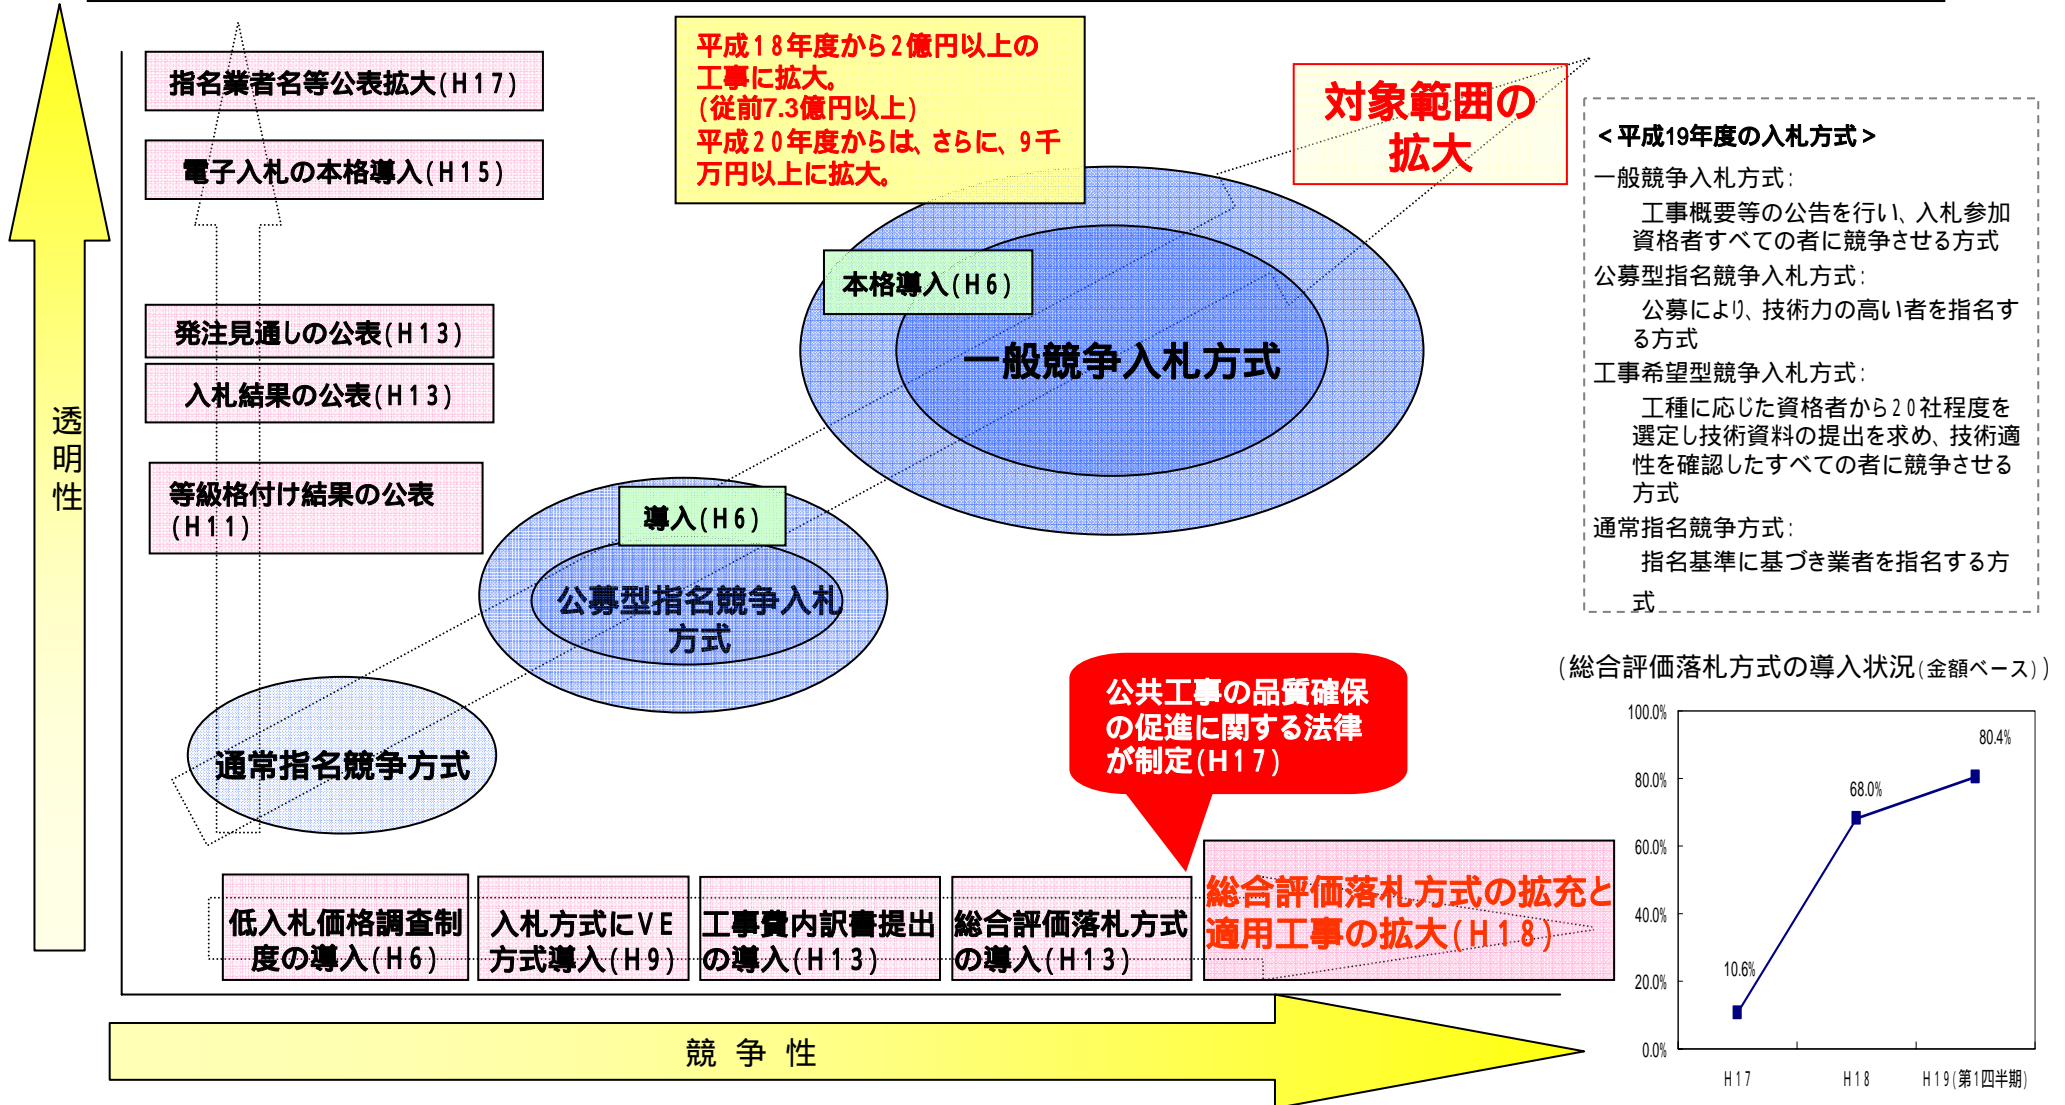 平成18年度から2億円以上の
工事に拡大。
(従前7.3億円以上)
平成20年度からは、さらに、9千
万円以上に拡大。
対象範囲の
拡大
指名業者名等公表拡大(H17)
電子入札の本格導入(H15)
発注見通しの公表(H13)
入札結果の公表(H13)
等級格付け結果の公表
(H11)
透明性
本格導入(H6)
一般競争入札方式
導入(H6)
公募型指名競争入札
方式
通常指名競争方式
公共工事の品質確保
の促進に関する法律
が制定(H17)
低入札価格調査制
度の導入(H6)
入札方式にVE
方式導入(H9)
工事費内訳書提出
の導入(H13)
総合評価落札方式
の導入(H13)
総合評価落札方式の拡充と
適用工事の拡大(H18)
競争性
<平成19年度の入札方式>
一般競争入札方式:
工事概要等の公告を行い、入札参加
資格者すべての者に競争させる方式
公募型指名競争入札方式:
公募により、技術力の高い者を指名す
る方式
工事希望型競争入札方式:
工種に応じた資格者から20社程度を
選定し技術資料の提出を求め、技術適
性を確認したすべての者に競争させる
方式
通常指名競争方式:
指名基準に基づき業者を指名する方
式
(総合評価落札方式の導入状況(金額ベース))
100.0%
80.0%
60.0%
40.0%
20.0%
0.0%
10.6%
68.0%
80.4%
H17
H18
H19(第1四半期)